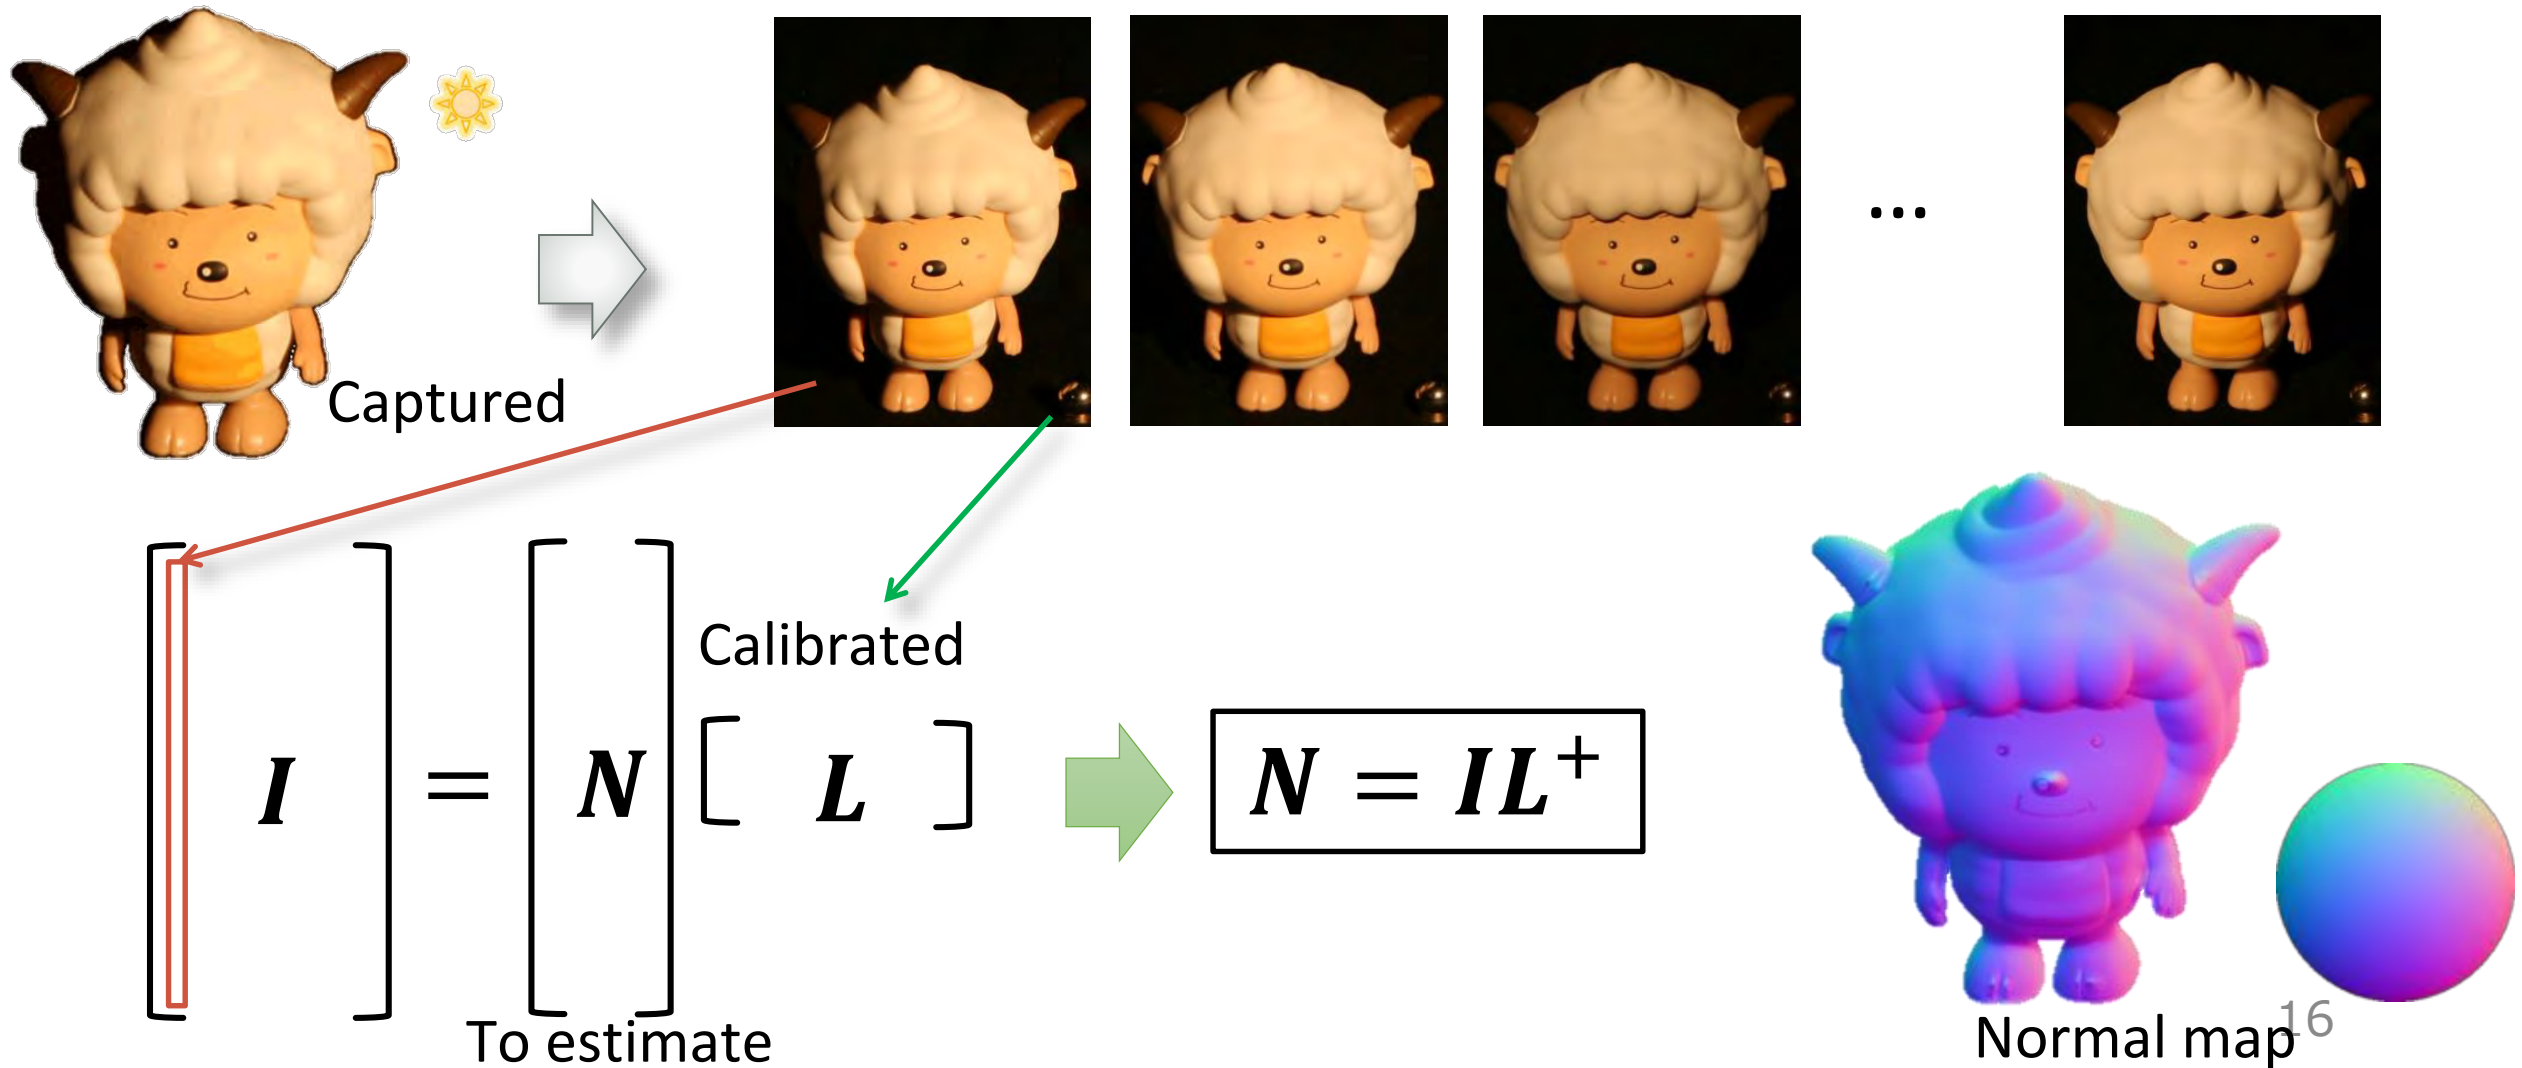 ...
Captured
Calibrated
I = N L
N = IL⁺
To estimate
Normal map
16